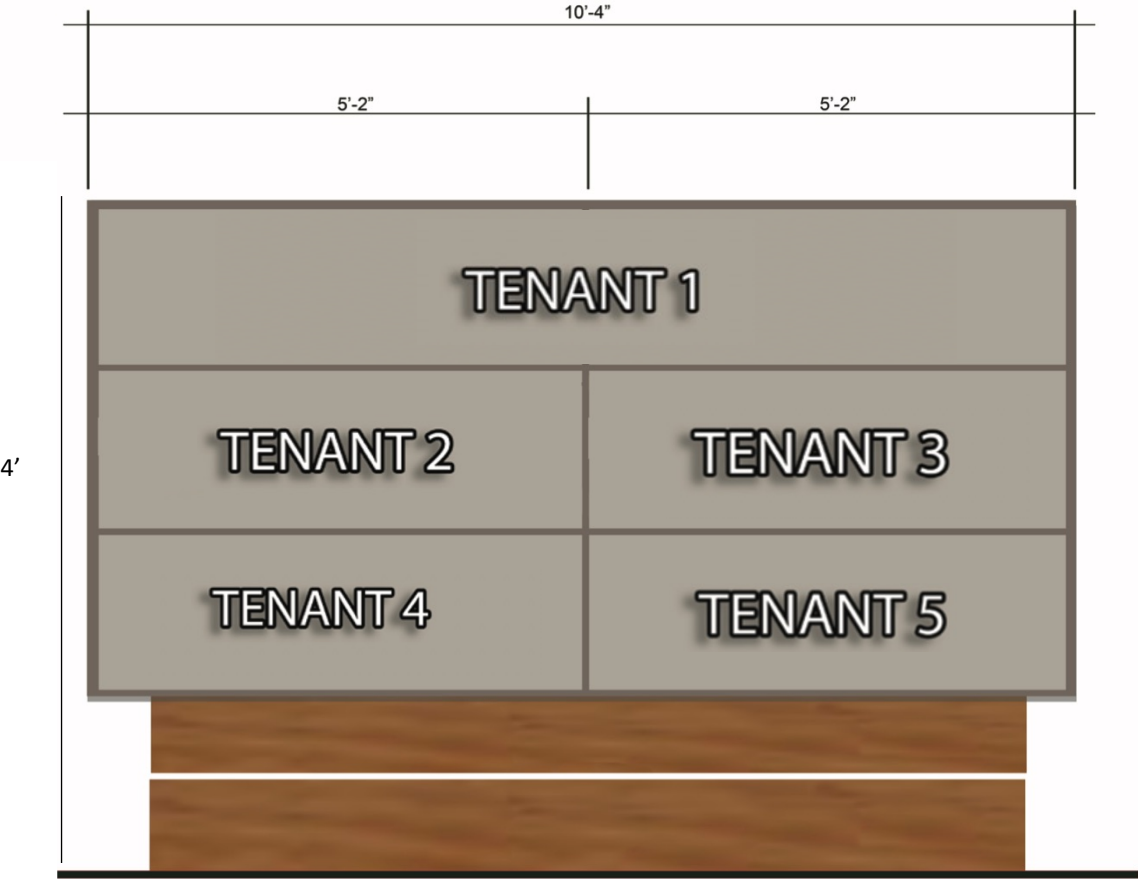 10’-4”
5’-2”
5’-2”
TENANT 1
TENANT 2
TENANT 3
4’
TENANT 4
TENANT 5